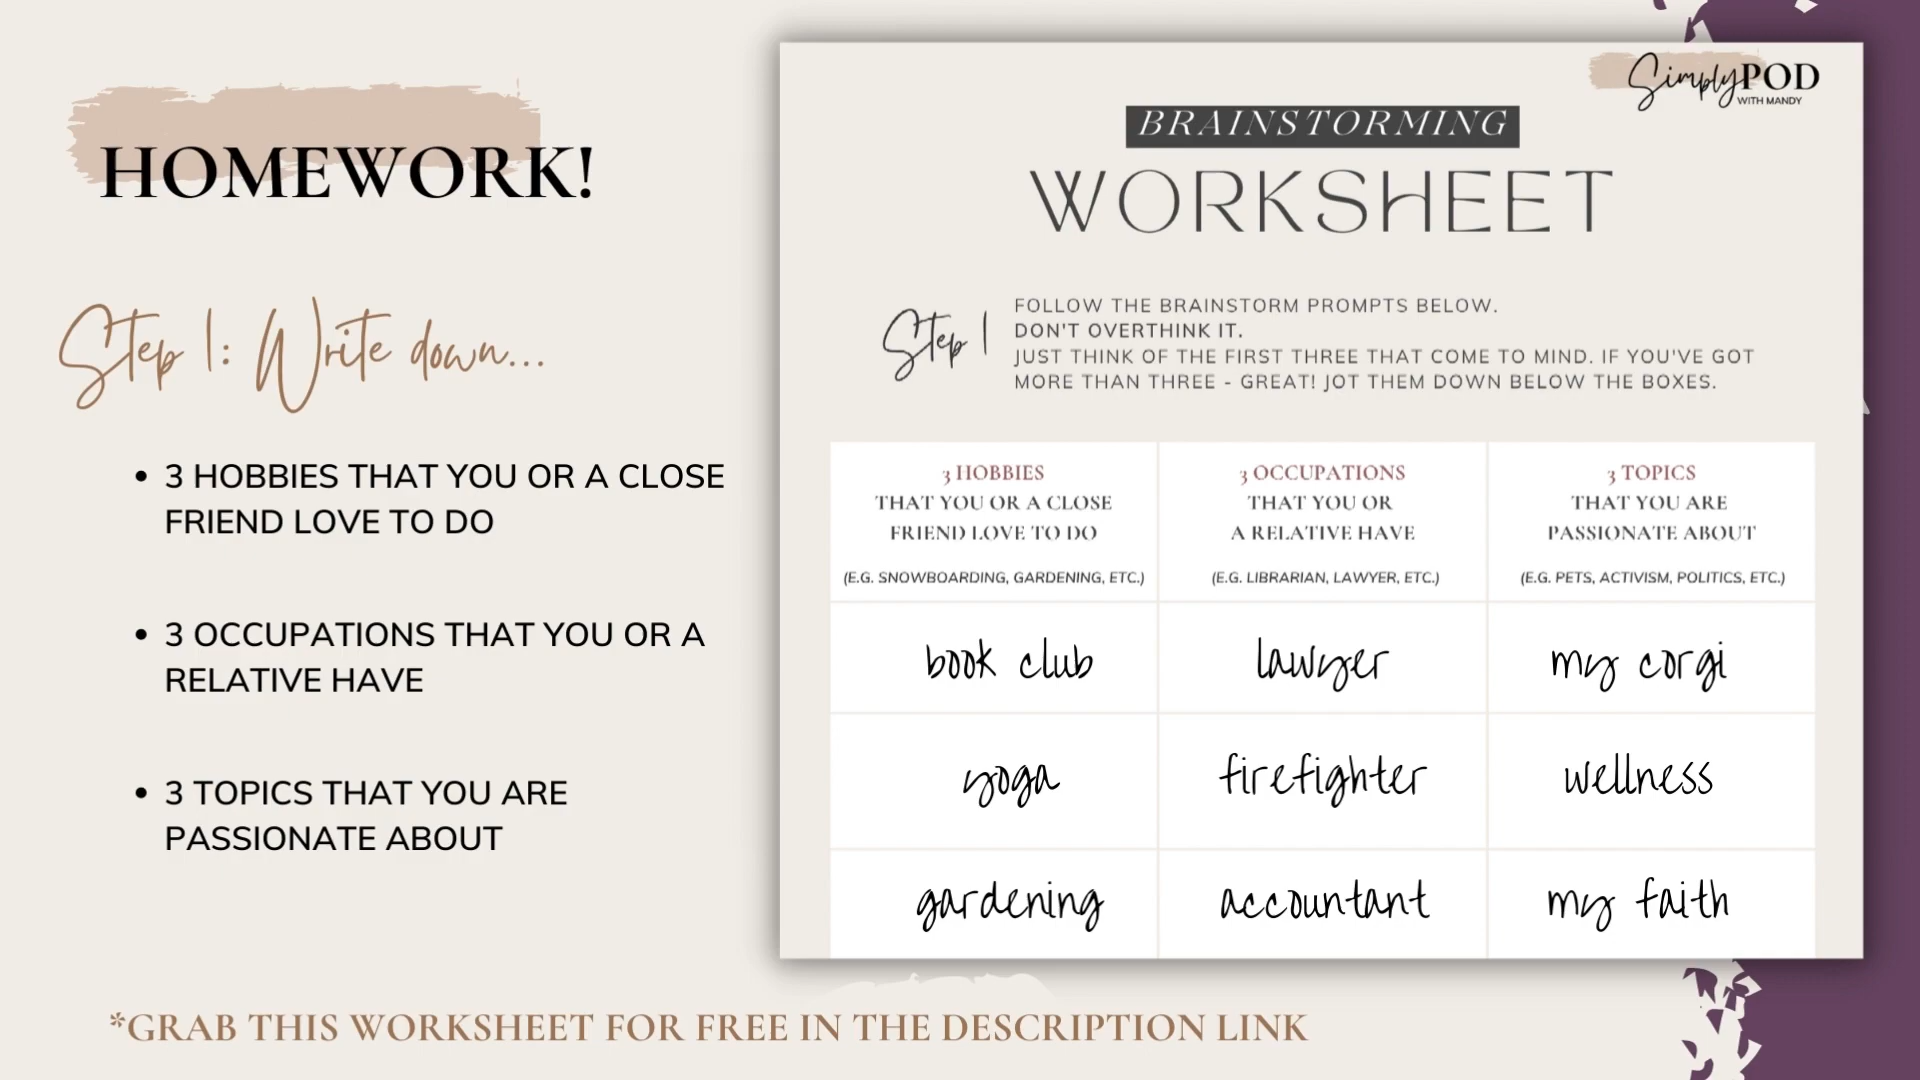 HOMEWORK!
Step 1: Write down...
• 3 HOBBIES THAT YOU OR A CLOSE
FRIEND LOVE TO DO
• 3 OCCUPATIONS THAT YOU OR A
RELATIVE HAVE
• 3 TOPICS THAT YOU ARE
PASSIONATE ABOUT
SimplyPOD
WITH MANDY
BRAINSTORMING
WORKSHEET
Step 1
FOLLOW THE BRAINSTORM PROMPTS BELOW.
DON'T OVERTHINK IT.
JUST THINK OF THE FIRST THREE THAT COME TO MIND. IF YOU'VE GOT
MORE THAN THREE - GREAT! JOT THEM DOWN BELOW THE BOXES.
3 HOBBIES
THAT YOU OR A CLOSE
FRIEND LOVE TO DO
(E.G. SNOWBOARDING, GARDENING, ETC.)
3 OCCUPATIONS
THAT YOU OR
A RELATIVE HAVE
(E.G. LIBRARIAN, LAWYER, ETC.)
3 TOPICS
THAT YOU ARE
PASSIONATE ABOUT
(E.G. PETS, ACTIVISM, POLITICS, ETC.)
book club
lawyer
my corgi
yoga
firefighter
wellness
gardening
accountant
my faith
*GRAB THIS WORKSHEET FOR FREE IN THE DESCRIPTION LINK